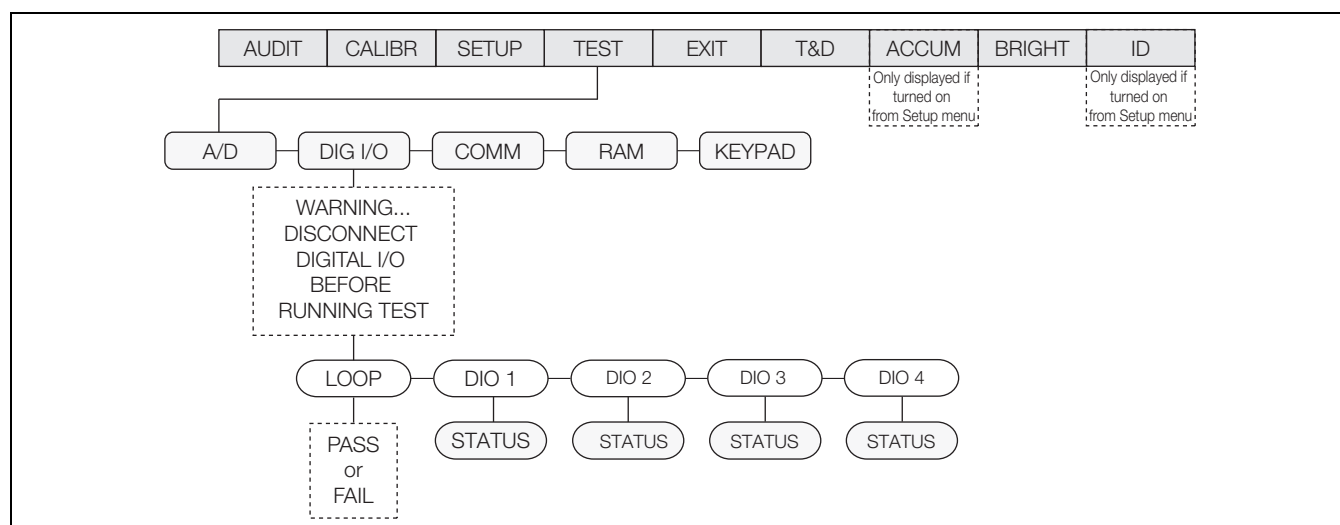 AUDIT CALIBR SETUP TEST EXIT T&D ACCUM BRIGHT ID
Only displayed if
turned on
from Setup menu
Only displayed if
turned on
from Setup menu
A/D DIG I/O COMM RAM KEYPAD
WARNING...
DISCONNECT
DIGITAL I/O
BEFORE
RUNNING TEST
LOOP DIO 1 DIO 2 DIO 3 DIO 4
PASS
or
FAIL
STATUS STATUS STATUS STATUS